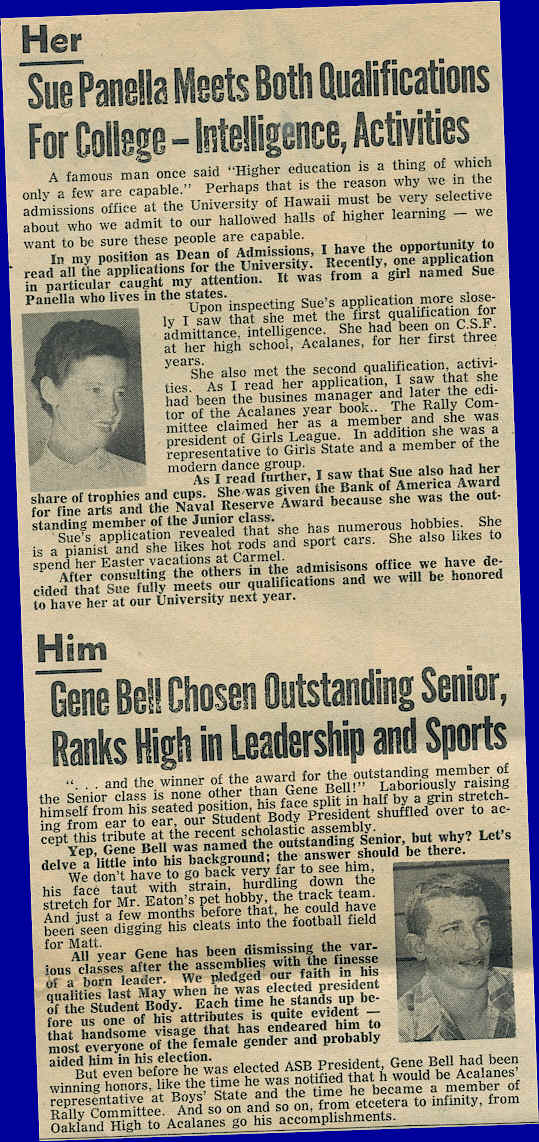 Her
Sue Panella Meets Both Qualifications
For College — Intelligence, Activities
A famous man once said "Higher education is a thing of which
only a few are capable." Perhaps that is the reason why we in the
admissions office at the University of Hawaii must be very selective
about who we admit to our hallowed halls of higher learning — we
want to be sure these people are capable.
In my position as Dean of Admissions, I have the opportunity to
read all the applications for the University. Recently, one application
in particular caught my attention. It was from a girl named Sue
Panella who lives in the states.
Upon inspecting Sue's application more slose-
ly I saw that she met the first qualification for
admittance, intelligence. She had been on C.S.F.
at her high school, Acalanes, for her first three
years.
She also met the second qualification, activi-
ties. As I read her application, I saw that she
had been the busines manager and later the edi-
tor of the Acalanes year book.. The Rally Com-
mittee claimed her as a member and she was
president of Girls League. In addition she was a
representative to Girls State and a member of the
modern dance group.
As I read further, I saw that Sue also had her
share of trophies and cups. She was given the Bank of America Award
for fine arts and the Naval Reserve Award because she was the out-
standing member of the Junior class.
Sue's application revealed that she has numerous hobbies. She
is a pianist and she likes hot rods and sport cars. She also likes to
spend her Easter vacations at Carmel.
After consulting the others in the admisisons office we have de-
cided that Sue fully meets our qualifications and we will be honored
to have her at our University next year.
Him
Gene Bell Chosen Outstanding Senior,
Ranks High in Leadership and Sports
". . . and the winner of the award for the outstanding member of
the Senior class is none other than Gene Bell!" Laboriously raising
himself from his seated position, his face split in half by a grin stretch-
ing from ear to ear, our Student Body President shuffled over to ac-
cept this tribute at the recent scholastic assembly.
Yep, Gene Bell was named the outstanding Senior, but why? Let's
delve a little into his background; the answer should be there.
We don't have to go back very far to see him,
his face taut with strain, hurdling down the
stretch for Mr. Eaton's pet hobby, the track team.
And just a few months before that, he could have
been seen digging his cleats into the football field
for Matt.
All year Gene has been dismissing the var-
ious classes after the assemblies with the finesse
of a born leader. We pledged our faith in his
qualities last May when he was elected president
of the Student Body. Each time he stands up be-
fore us one of his attributes is quite evident —
that handsome visage that has endeared him to
most everyone of the female gender and probably
aided him in his election.
But even before he was elected ASB President, Gene Bell had been
winning honors, like the time he was notified that h would be Acalanes'
representative at Boys' State and the time he became a member of
Rally Committee. And so on and so on, from etcetera to infinity, from
Oakland High to Acalanes go his accomplishments.